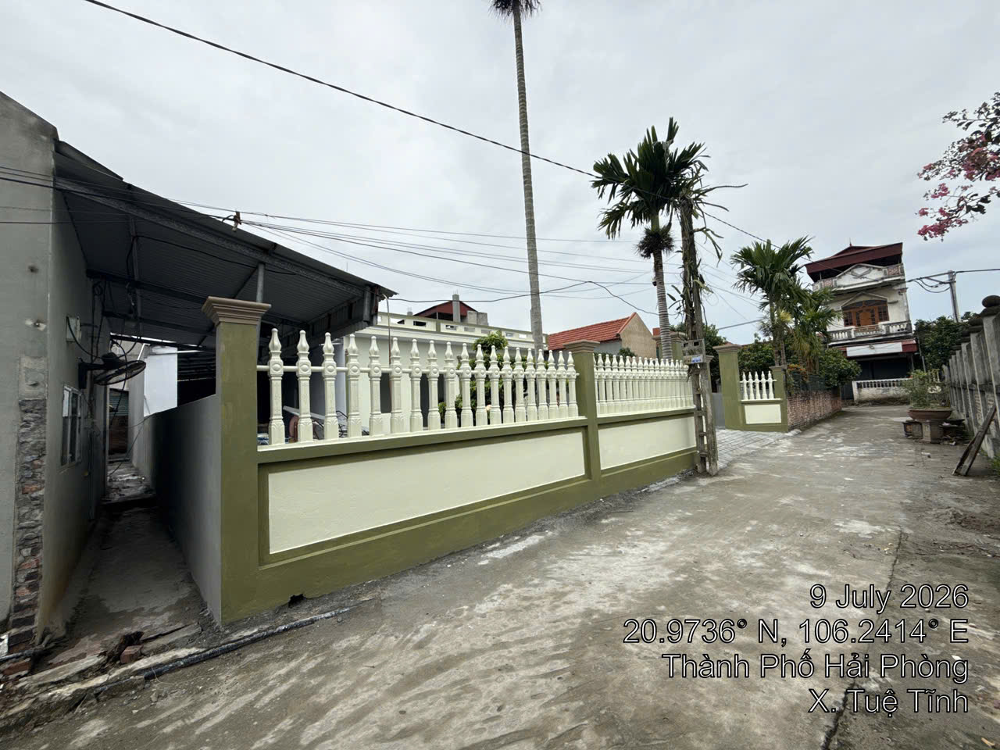 9 July 2026
20.9736° N, 106.2414° E
Thành Phố Hải Phòng
X. Tuệ Tĩnh